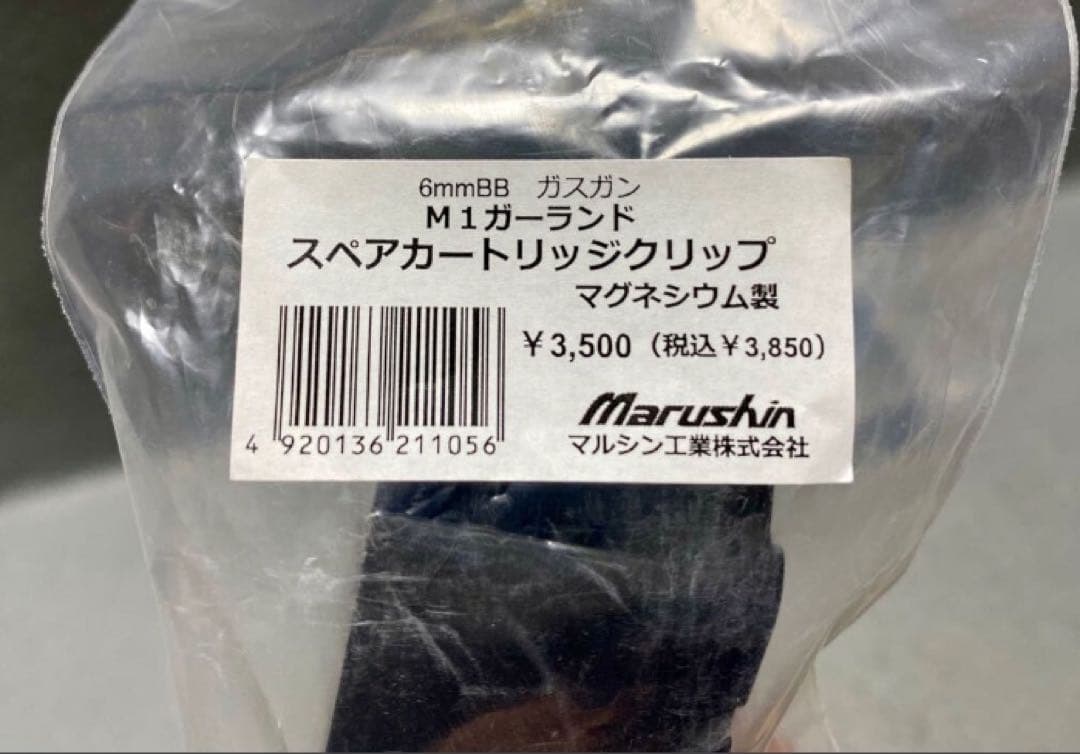 6mmBB　ガスガン
M1ガーランド
スペアカートリッジクリップ
マグネシウム製
￥3,500（税込￥3,850）
Marushin
マルシン工業株式会社
4 920136 211056